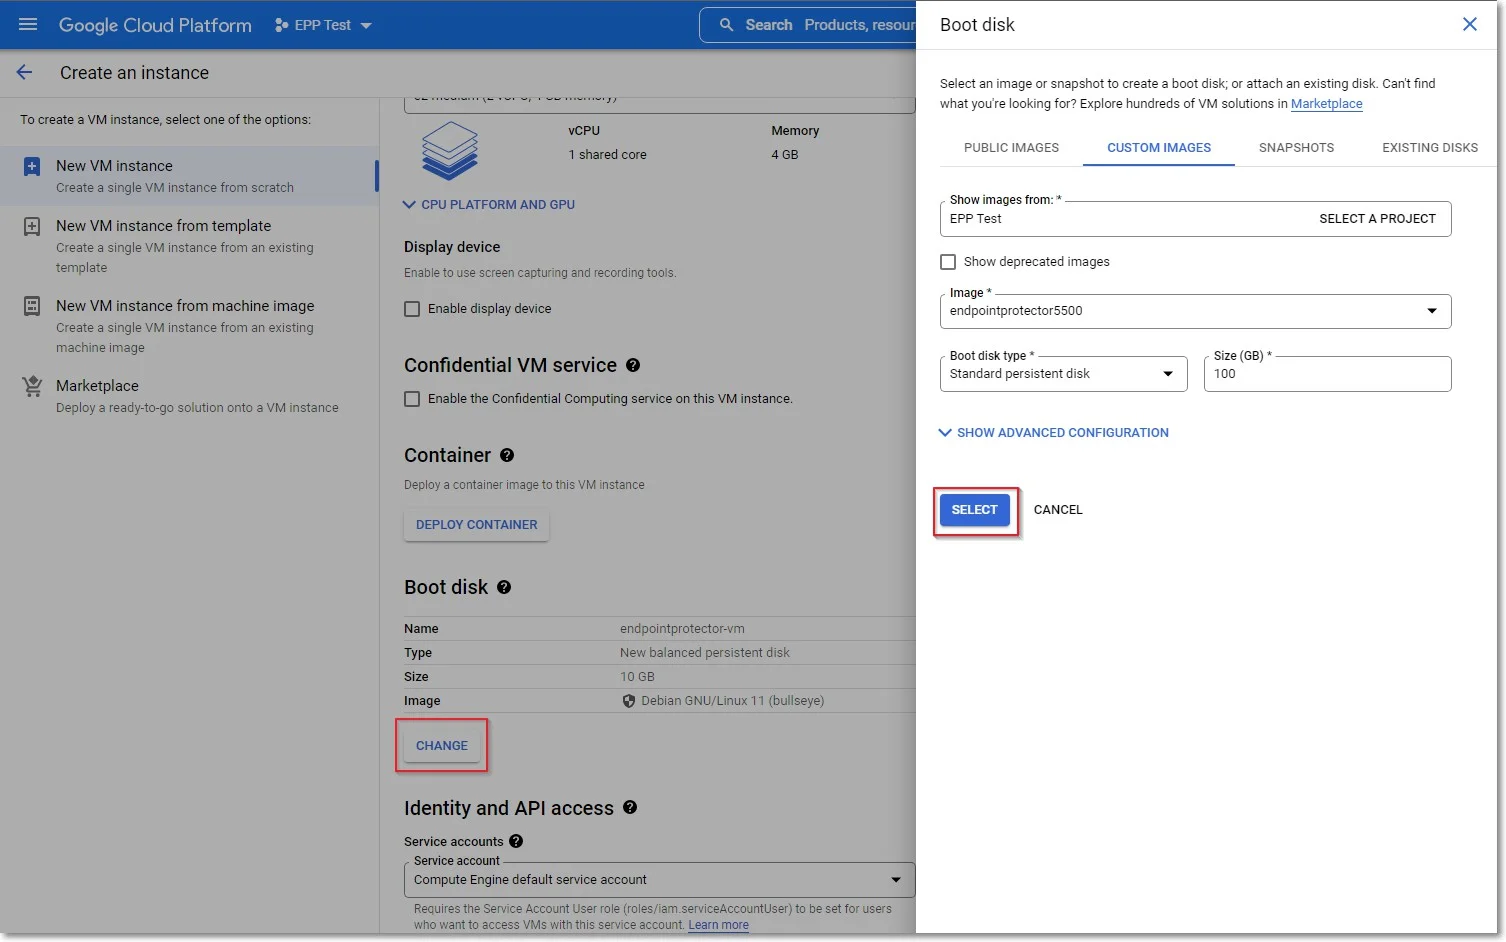 Google Cloud Platform
EPP Test
Search Products, resour
Create an instance
To create a VM instance, select one of the options:
New VM instance
Create a single VM instance from scratch
New VM instance from template
Create a single VM instance from an existing
template
New VM instance from machine image
Create a single VM instance from an existing
machine image
Marketplace
Deploy a ready-to-go solution onto a VM instance
vCPU
Memory
1 shared core
4 GB
CPU PLATFORM AND GPU
Display device
Enable to use screen capturing and recording tools.
Enable display device
Confidential VM service
Enable the Confidential Computing service on this VM instance.
Container
Deploy a container image to this VM instance
DEPLOY CONTAINER
Boot disk
Name endpointprotector-vm
Type New balanced persistent disk
Size 10 GB
Image Debian GNU/Linux 11 (bullseye)
CHANGE
Identity and API access
Service accounts
Service account
Compute Engine default service account
Requires the Service Account User role (roles/iam.serviceAccountUser) to be set for users
who want to access VMs with this service account. Learn more
Boot disk
Select an image or snapshot to create a boot disk; or attach an existing disk. Can't find
what you're looking for? Explore hundreds of VM solutions in Marketplace
PUBLIC IMAGES CUSTOM IMAGES SNAPSHOTS EXISTING DISKS
Show images from: *
EPP Test SELECT A PROJECT
Show deprecated images
Image *
endpointprotector5500
Boot disk type *
Standard persistent disk
Size (GB) *
100
SHOW ADVANCED CONFIGURATION
SELECT CANCEL